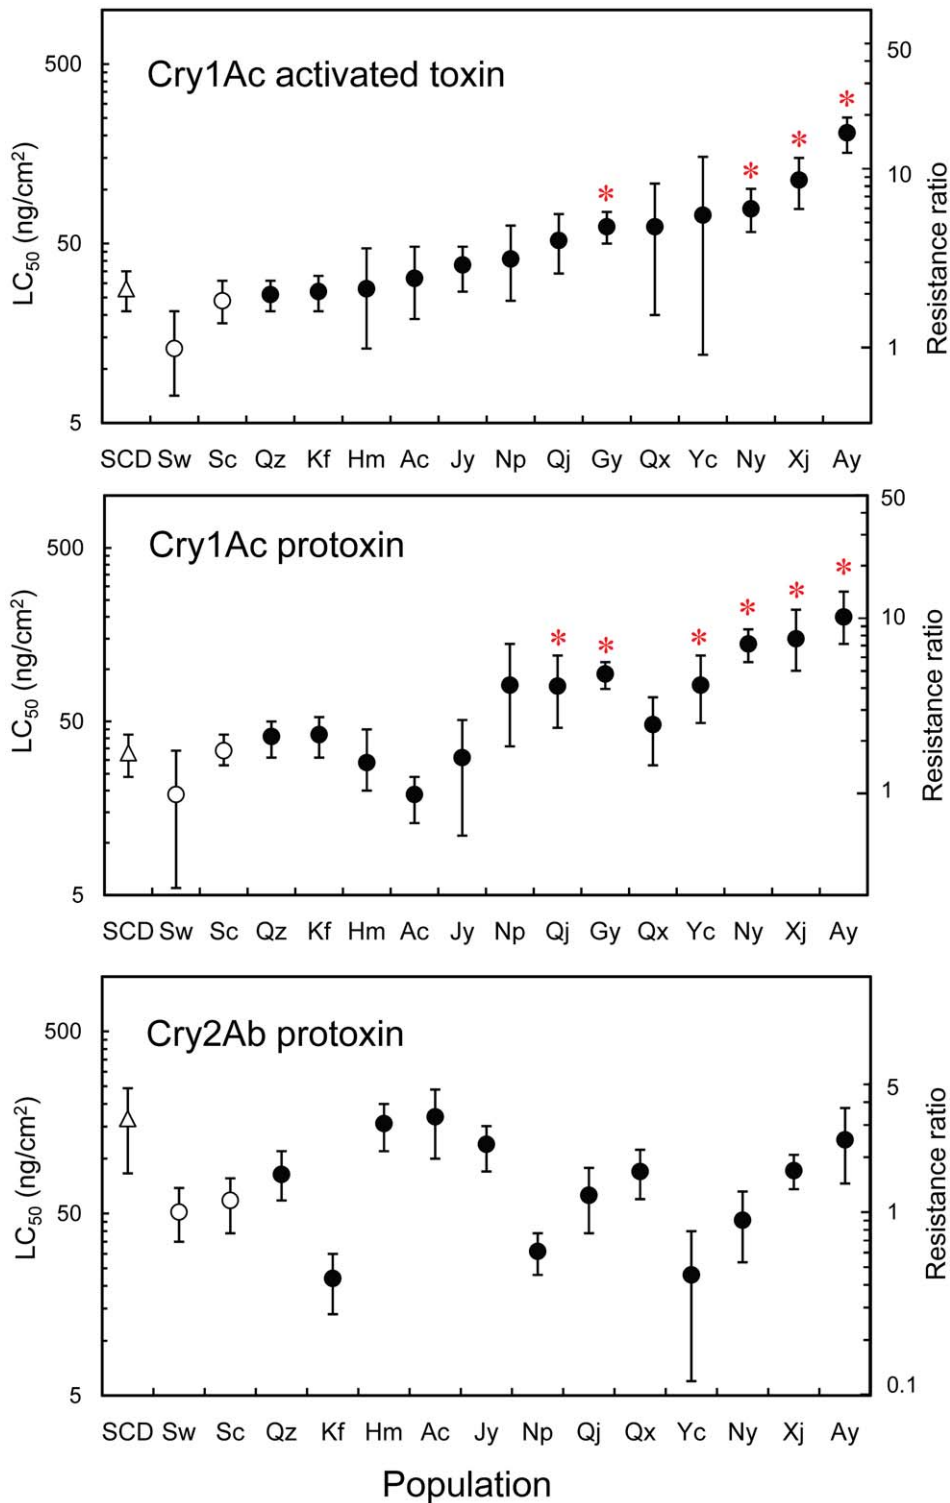 Cry1Ac activated toxin
LC50 (ng/cm2)
500
50
5
Resistance ratio
50
10
1
* * * *
SCD Sw Sc Qz Kf Hm Ac Jy Np Qj Gy Qx Yc Ny Xj Ay
Cry1Ac protoxin
LC50 (ng/cm2)
500
50
5
Resistance ratio
50
10
1
* * * * * *
SCD Sw Sc Qz Kf Hm Ac Jy Np Qj Gy Qx Yc Ny Xj Ay
Cry2Ab protoxin
LC50 (ng/cm2)
500
50
5
Resistance ratio
5
1
0.1
SCD Sw Sc Qz Kf Hm Ac Jy Np Qj Qx Yc Ny Xj Ay
Population